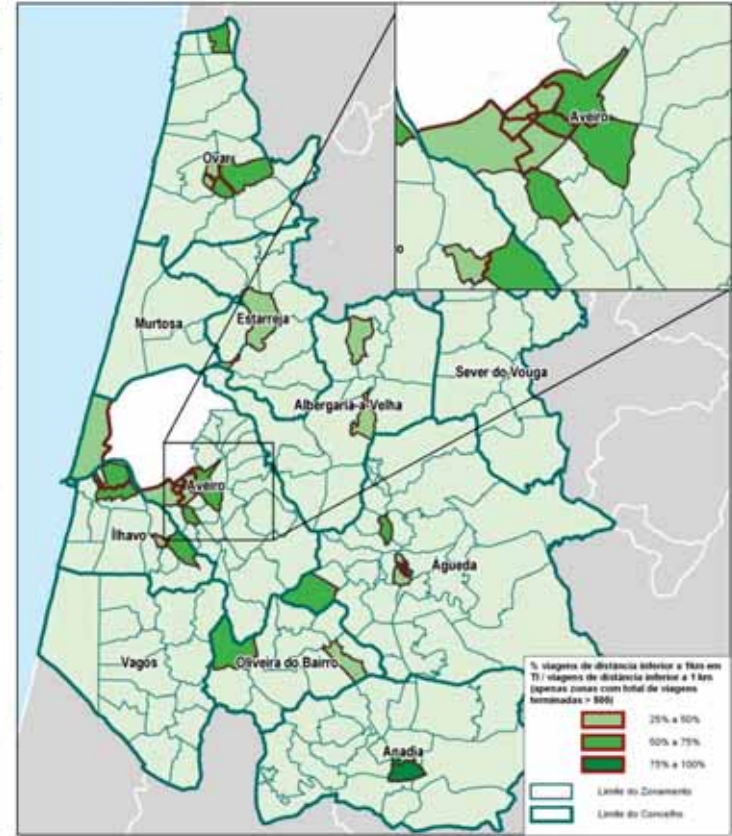 Aveiro
Ovar
o
Murtosa
Estarreja
Sever do Vouga
Albergaria-a-Velha
Aveiro
Ílhavo
Águeda
Vagos
Oliveira do Bairro
Anadia
% viagens de distância inferior a 1km em
TI / viagens de distância inferior a 1 km
(apenas zonas com total de viagens
terminadas > 500)
25% a 50%
50% a 75%
75% a 100%
Limite do Zonamento
Limite do Concelho